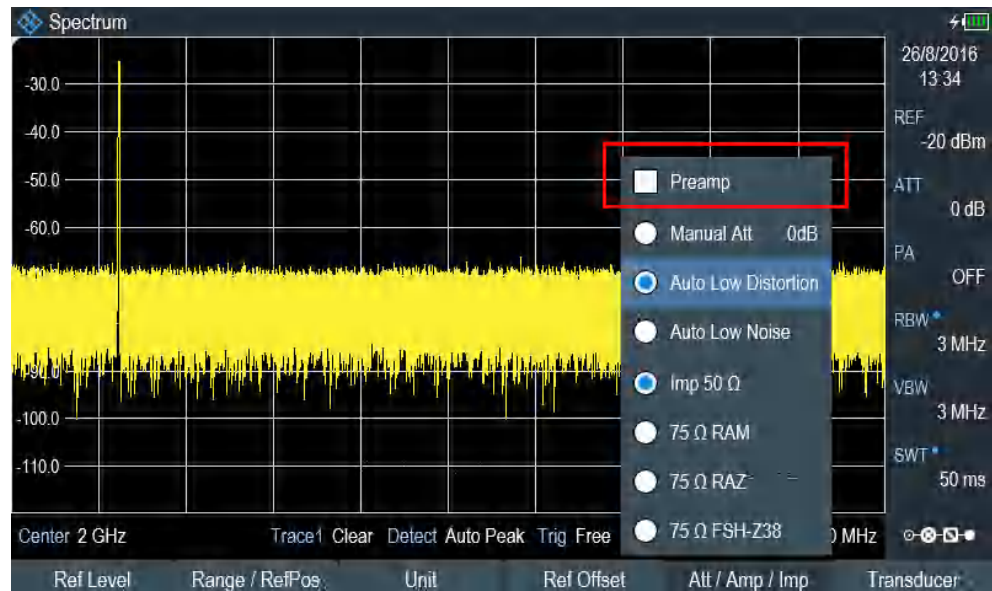 Spectrum
26/8/2016
13:34
-30.0
-40.0
-50.0
-60.0
-90.0
-100.0
-110.0
REF
-20 dBm
ATT
0 dB
PA
OFF
RBW
3 MHz
VBW
3 MHz
SWT
50 ms
Preamp
Manual Att 0dB
Auto Low Distortion
Auto Low Noise
Imp 50 Ω
75 Ω RAM
75 Ω RAZ
75 Ω FSH-Z38
Center 2 GHz Trace1 Clear Detect Auto Peak Trig Free MHz
Ref Level Range / RefPos Unit Ref Offset Att / Amp / Imp Transducer